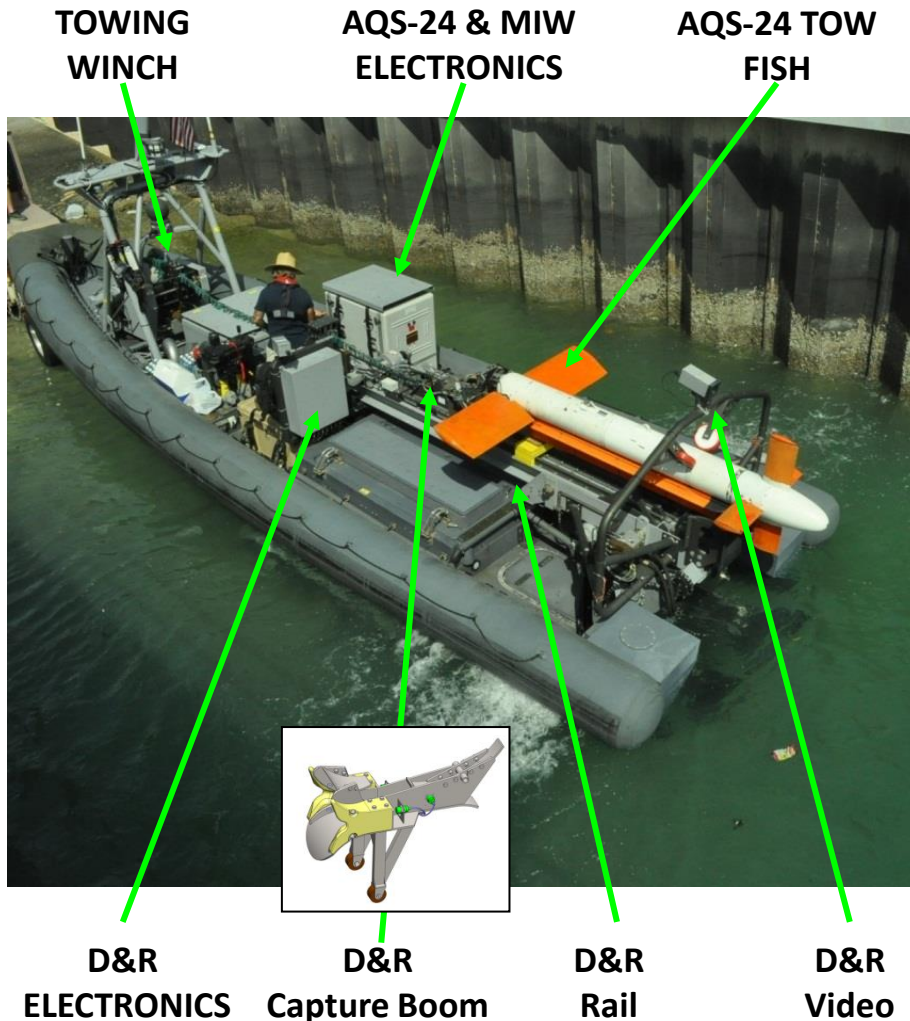 TOWING
WINCH
AQS-24 & MIW
ELECTRONICS
AQS-24 TOW
FISH
D&R
ELECTRONICS
D&R
Capture Boom
D&R
Rail
D&R
Video